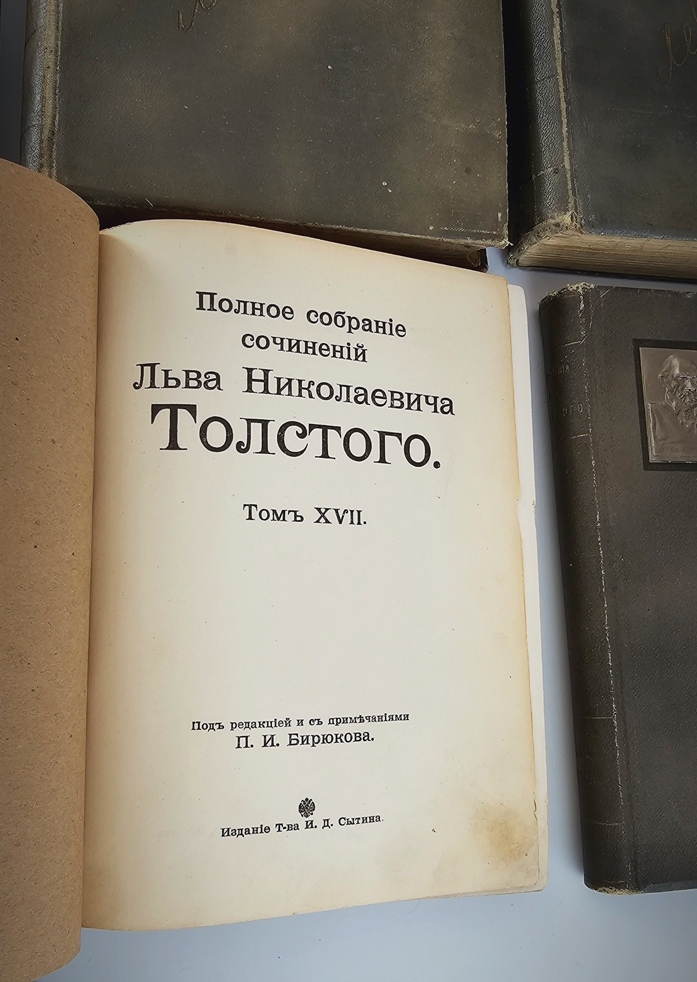 Полное собраніе
сочиненій
Льва Николаевича
Толстого.
Томъ XVII.
Подъ редакціей и съ примѣчаніями
П. И. Бирюкова.
Изданіе Т-ва И. Д. Сытина.